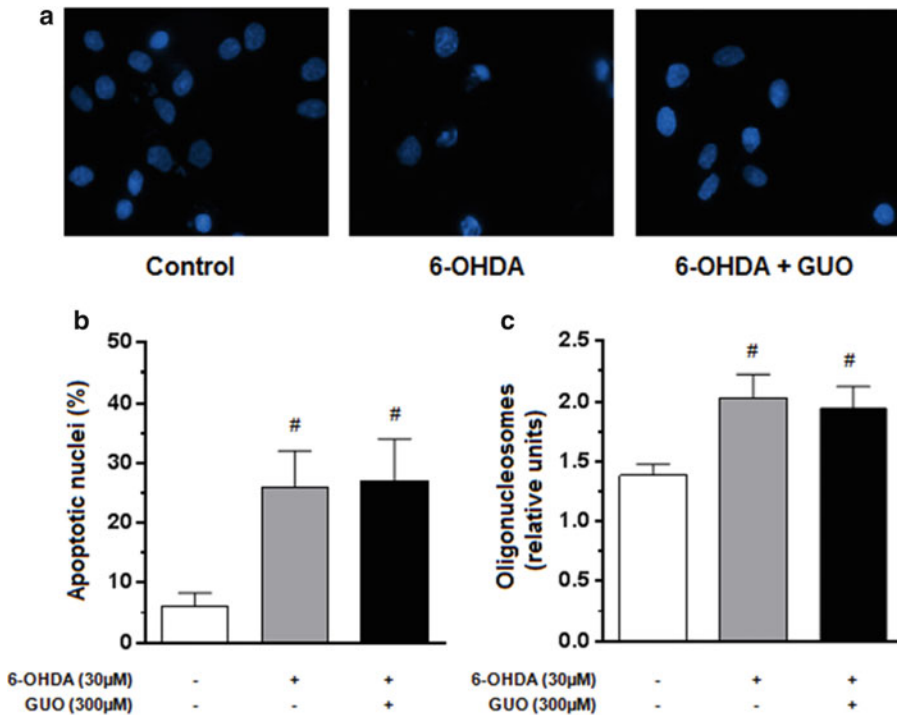 a
Control
6-OHDA
6-OHDA + GUO
b
50
40
30
20
10
0
Apoptotic nuclei (%)
#
#
6-OHDA (30µM) - + +
GUO (300µM) - - +
c
2.5
2.0
1.5
1.0
0.5
0.0
Oligonucleosomes
(relative units)
#
#
6-OHDA (30µM) - + +
GUO (300µM) - - +